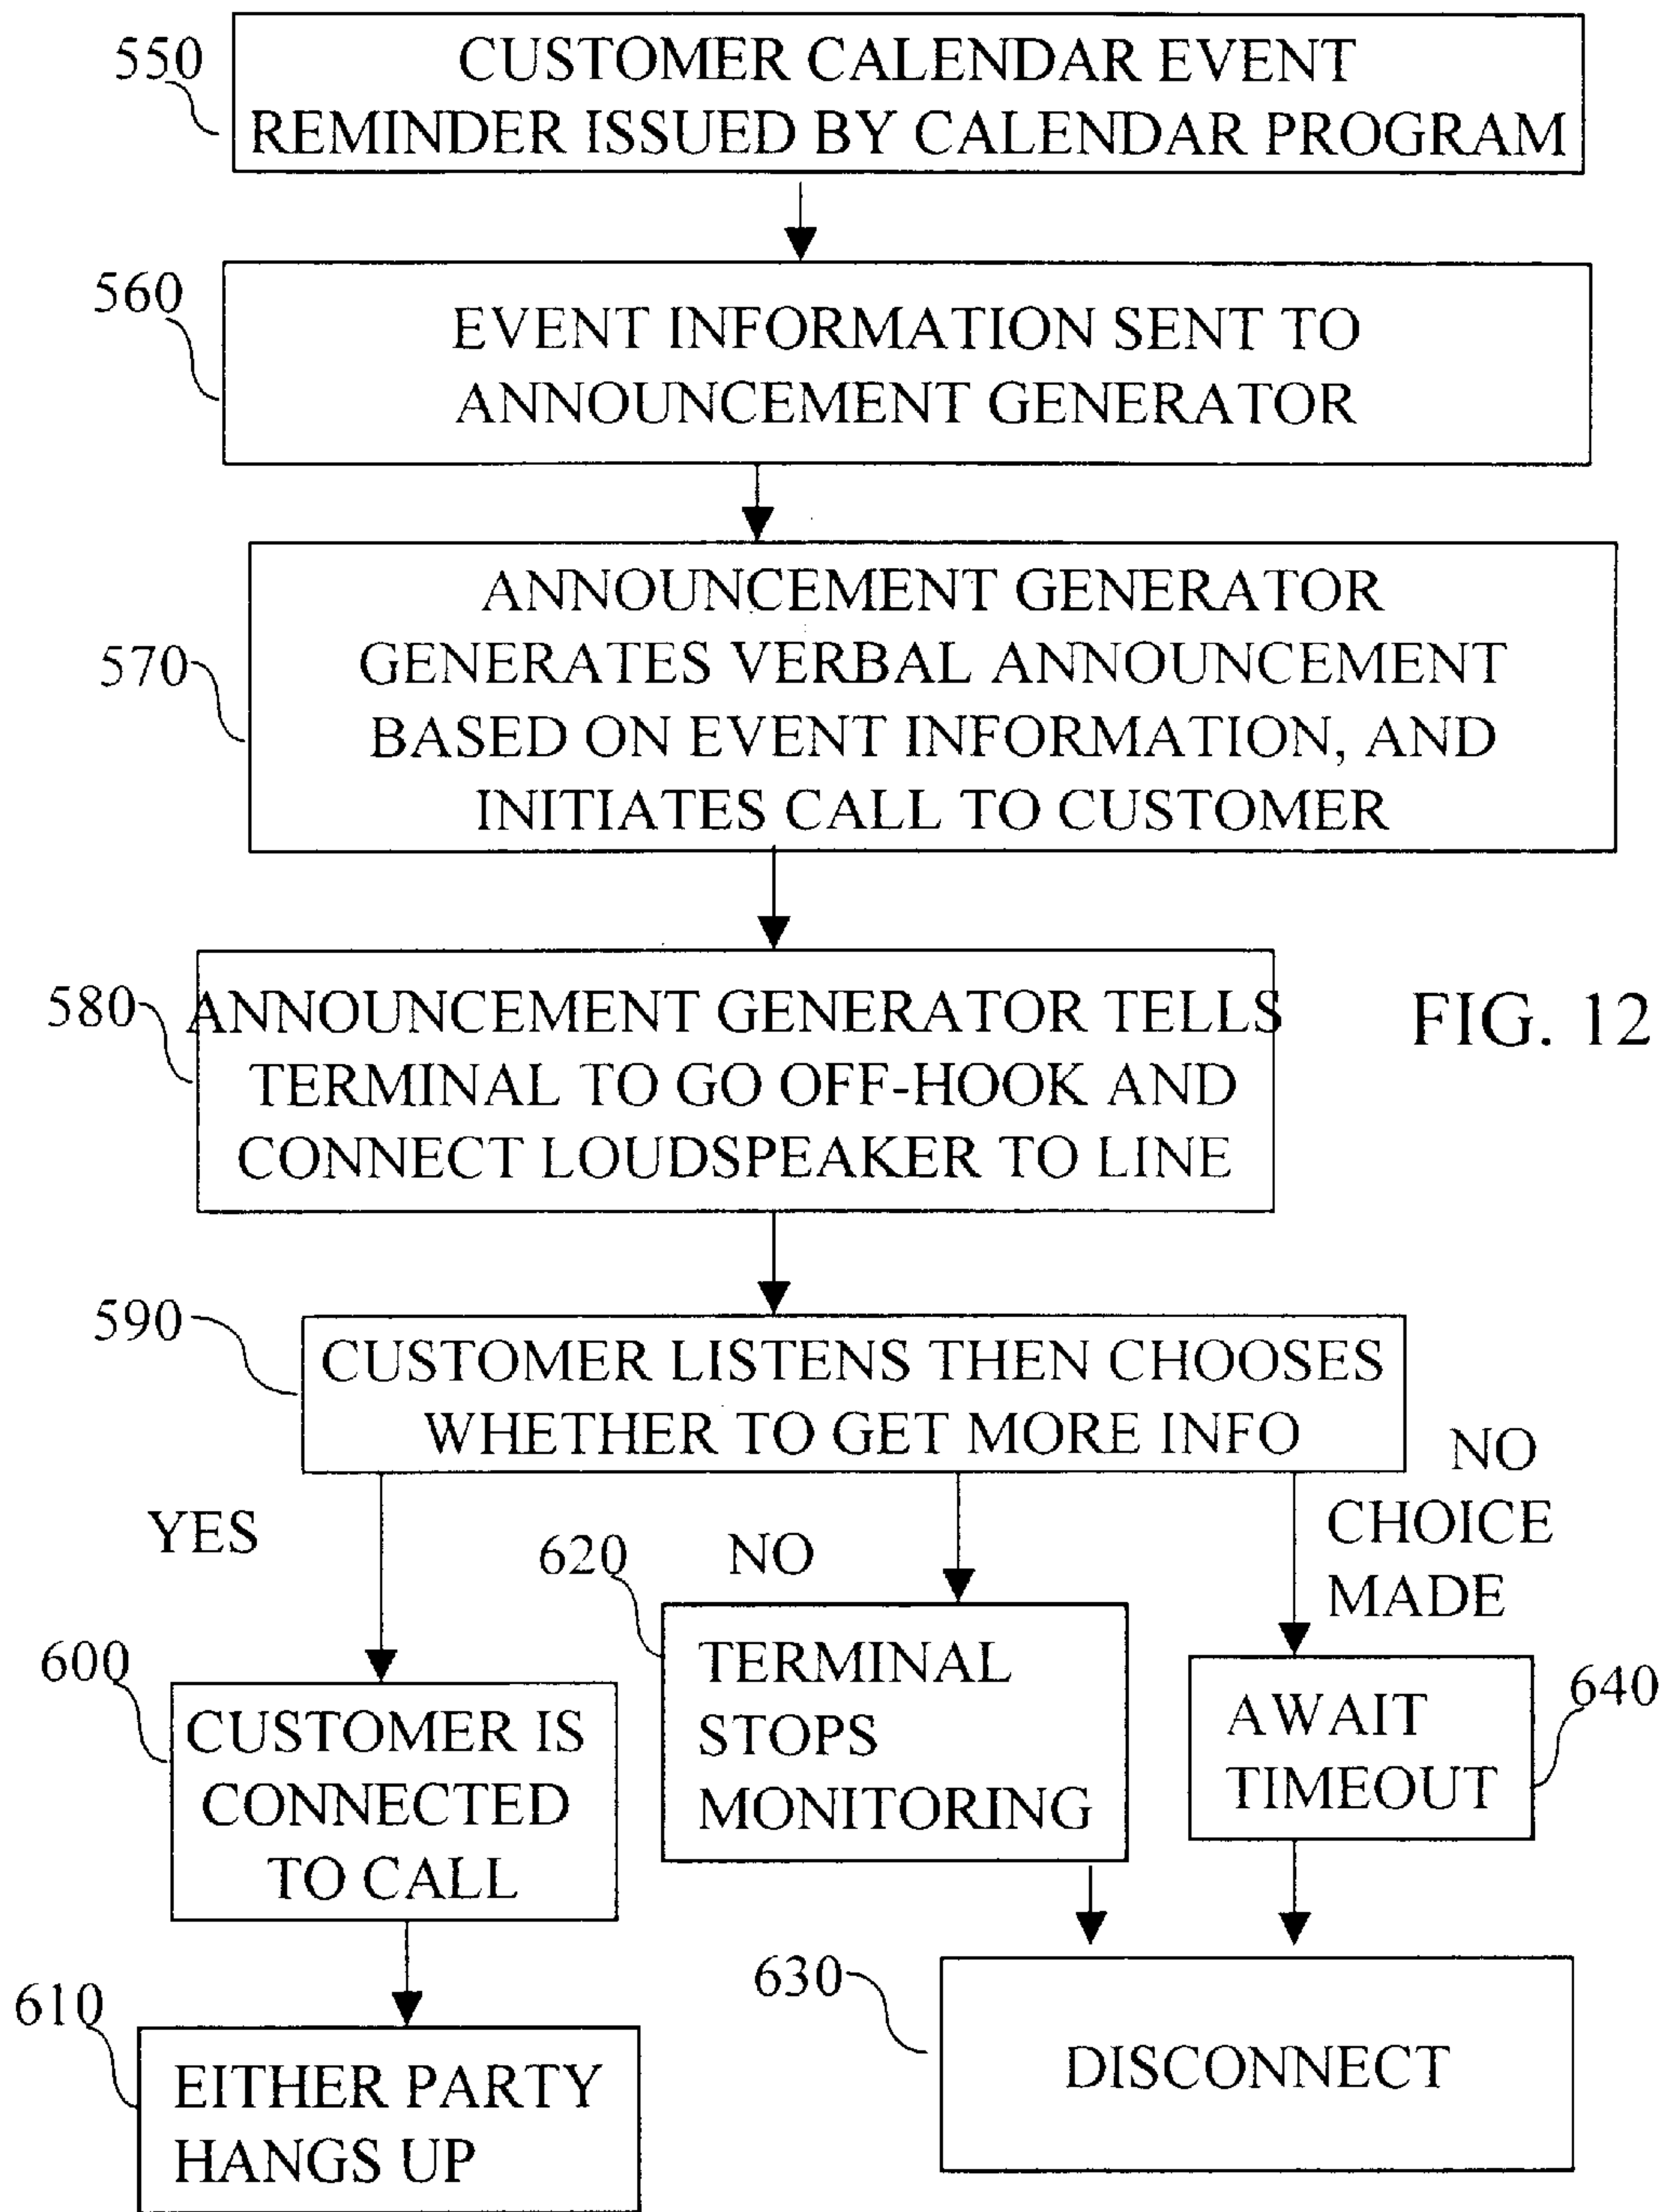 550
CUSTOMER CALENDAR EVENT
REMINDER ISSUED BY CALENDAR PROGRAM
560
EVENT INFORMATION SENT TO
ANNOUNCEMENT GENERATOR
570
ANNOUNCEMENT GENERATOR
GENERATES VERBAL ANNOUNCEMENT
BASED ON EVENT INFORMATION, AND
INITIATES CALL TO CUSTOMER
580
ANNOUNCEMENT GENERATOR TELLS
TERMINAL TO GO OFF-HOOK AND
CONNECT LOUDSPEAKER TO LINE
FIG. 12
590
CUSTOMER LISTENS THEN CHOOSES
WHETHER TO GET MORE INFO
YES
NO
NO
CHOICE
MADE
600
CUSTOMER IS
CONNECTED
TO CALL
620
TERMINAL
STOPS
MONITORING
640
AWAIT
TIMEOUT
610
EITHER PARTY
HANGS UP
630
DISCONNECT